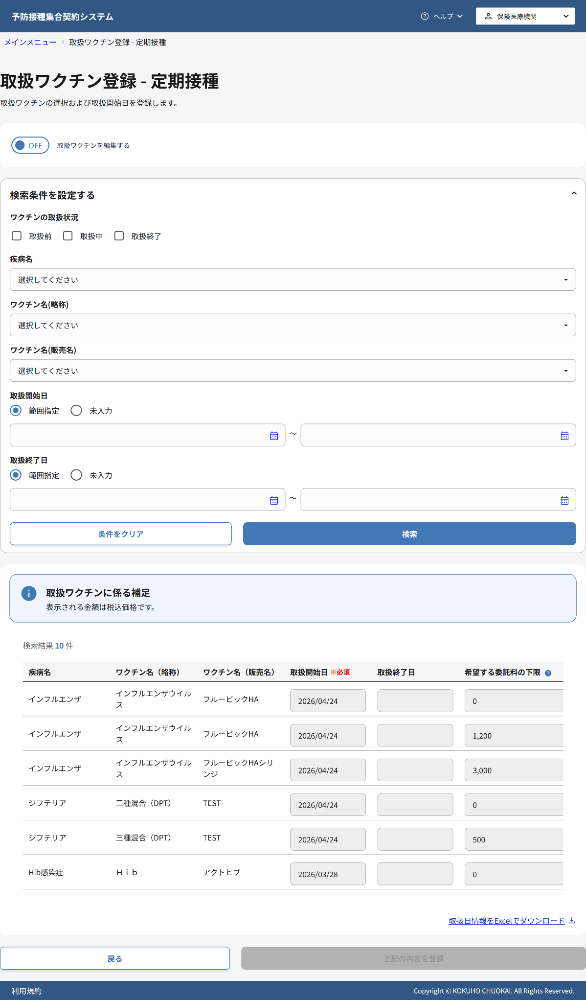 予防接種集合契約システム
ヘルプ
保険医療機関
メインメニュー 取扱ワクチン登録 - 定期接種
取扱ワクチン登録 - 定期接種
取扱ワクチンの選択および取扱開始日を登録します。
OFF 取扱ワクチンを編集する
検索条件を設定する
ワクチンの取扱状況
取扱前 取扱中 取扱終了
疾病名
選択してください
ワクチン名(略称)
選択してください
ワクチン名(販売名)
選択してください
取扱開始日
範囲指定 未入力
～
取扱終了日
範囲指定 未入力
～
条件をクリア 検索
取扱ワクチンに係る補足
表示される金額は税込価格です。
検索結果 10 件
疾病名 ワクチン名（略称） ワクチン名（販売名） 取扱開始日 ※必須 取扱終了日 希望する委託料の下限
インフルエンザ インフルエンザウイルス フルービックHA 2026/04/24 0
インフルエンザ インフルエンザウイルス フルービックHA 2026/04/24 1,200
インフルエンザ インフルエンザウイルス フルービックHAシリンジ 2026/04/24 3,000
ジフテリア 三種混合（DPT） TEST 2026/04/24 0
ジフテリア 三種混合（DPT） TEST 2026/04/24 500
Hib感染症 Ｈｉｂ アクトヒブ 2026/03/28 0
取扱日情報をExcelでダウンロード
戻る 上記の内容を登録
利用規約 Copyright © KOKUHO CHUOKAI. All Rights Reserved.